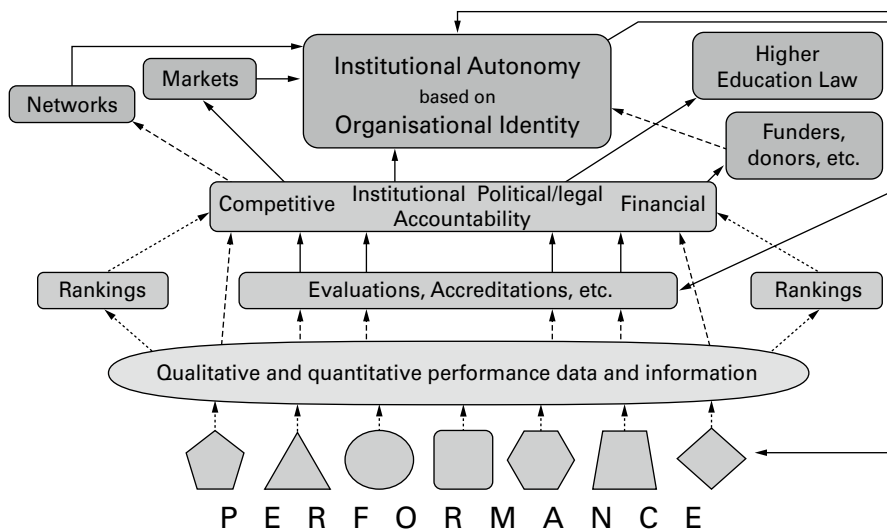 Institutional Autonomy
based on
Organisational Identity
Higher
Education Law
Markets
Networks
Funders,
donors, etc.
Competitive Institutional Political/legal Financial
Accountability
Rankings
Evaluations, Accreditations, etc.
Rankings
Qualitative and quantitative performance data and information
P E R F O R M A N C E